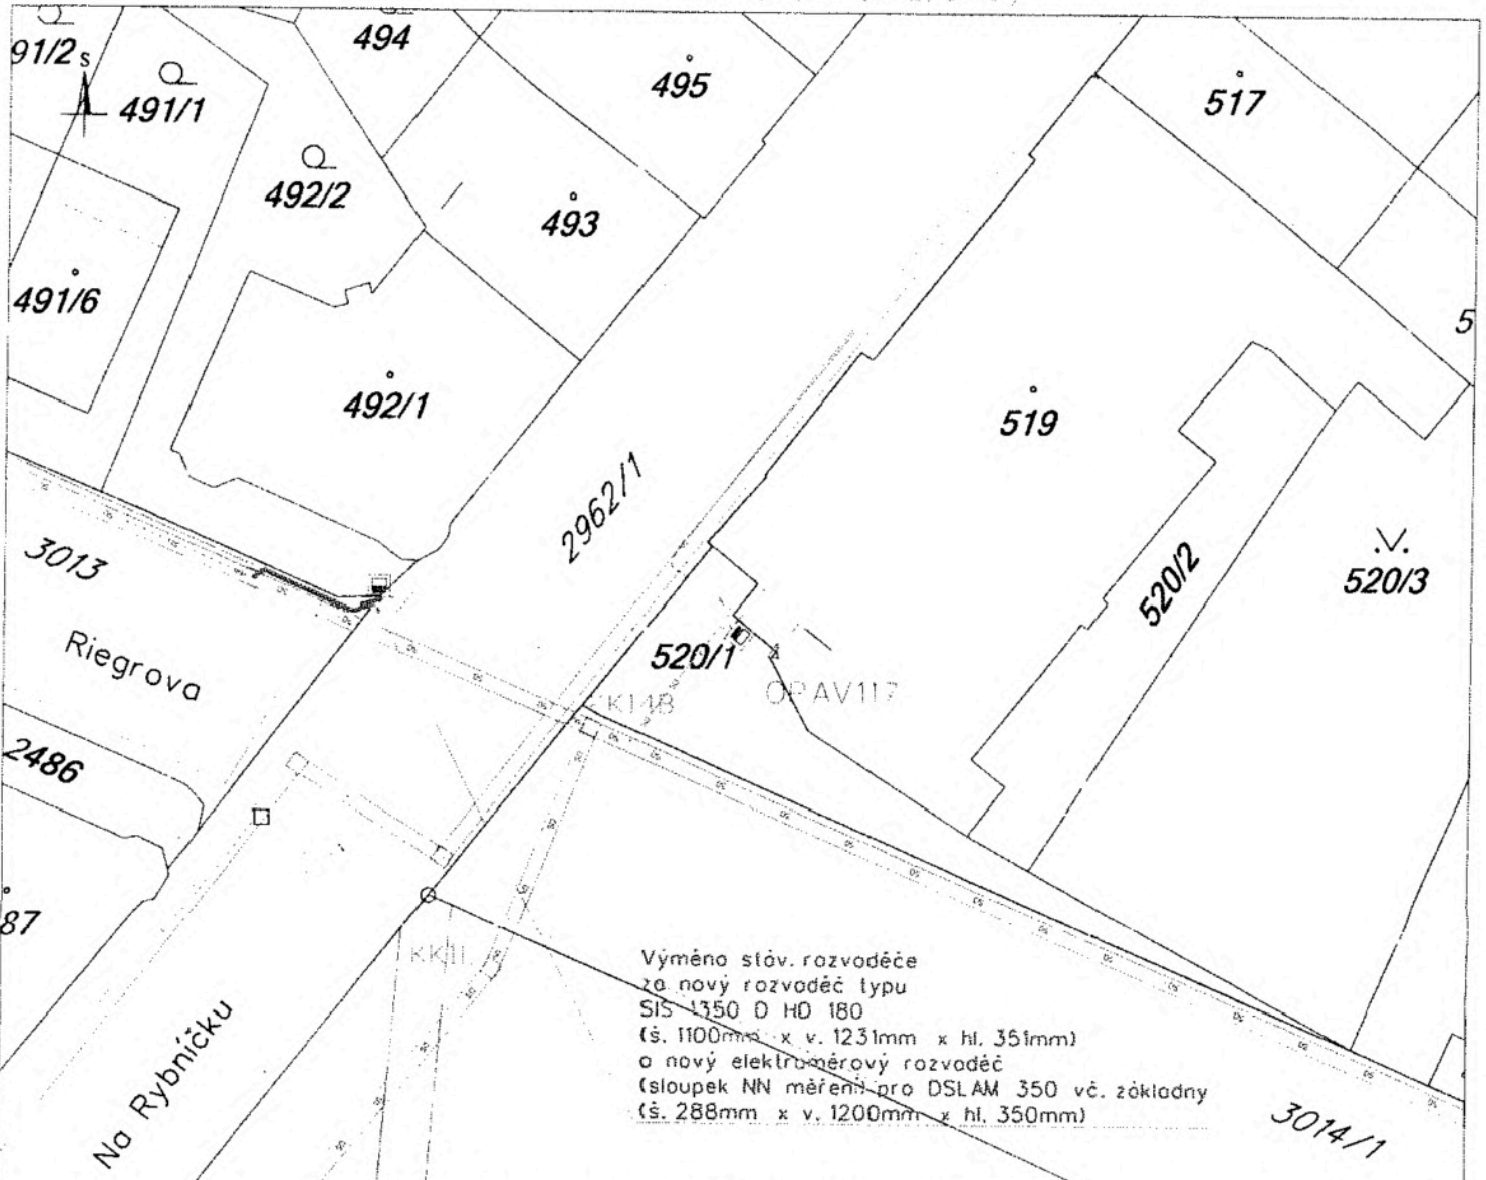 494
91/2
s
495
517
491/1
492/2
493
491/6
5
492/1
519
2962/1
3013
520/2
520/3
Riegrova
520/1
OPAV117
2486
87
Na Rybníčku
Výměna stáv. rozvaděče
za nový rozvaděč typu
SIS 1350 D HD 180
(š. 1100mm x v. 1231mm x hl. 351mm)
a nový elektroměrový rozvaděč
(sloupek NN měření) pro DSLAM 350 vč. základny
(š. 288mm x v. 1200mm x hl. 350mm)
3014/1